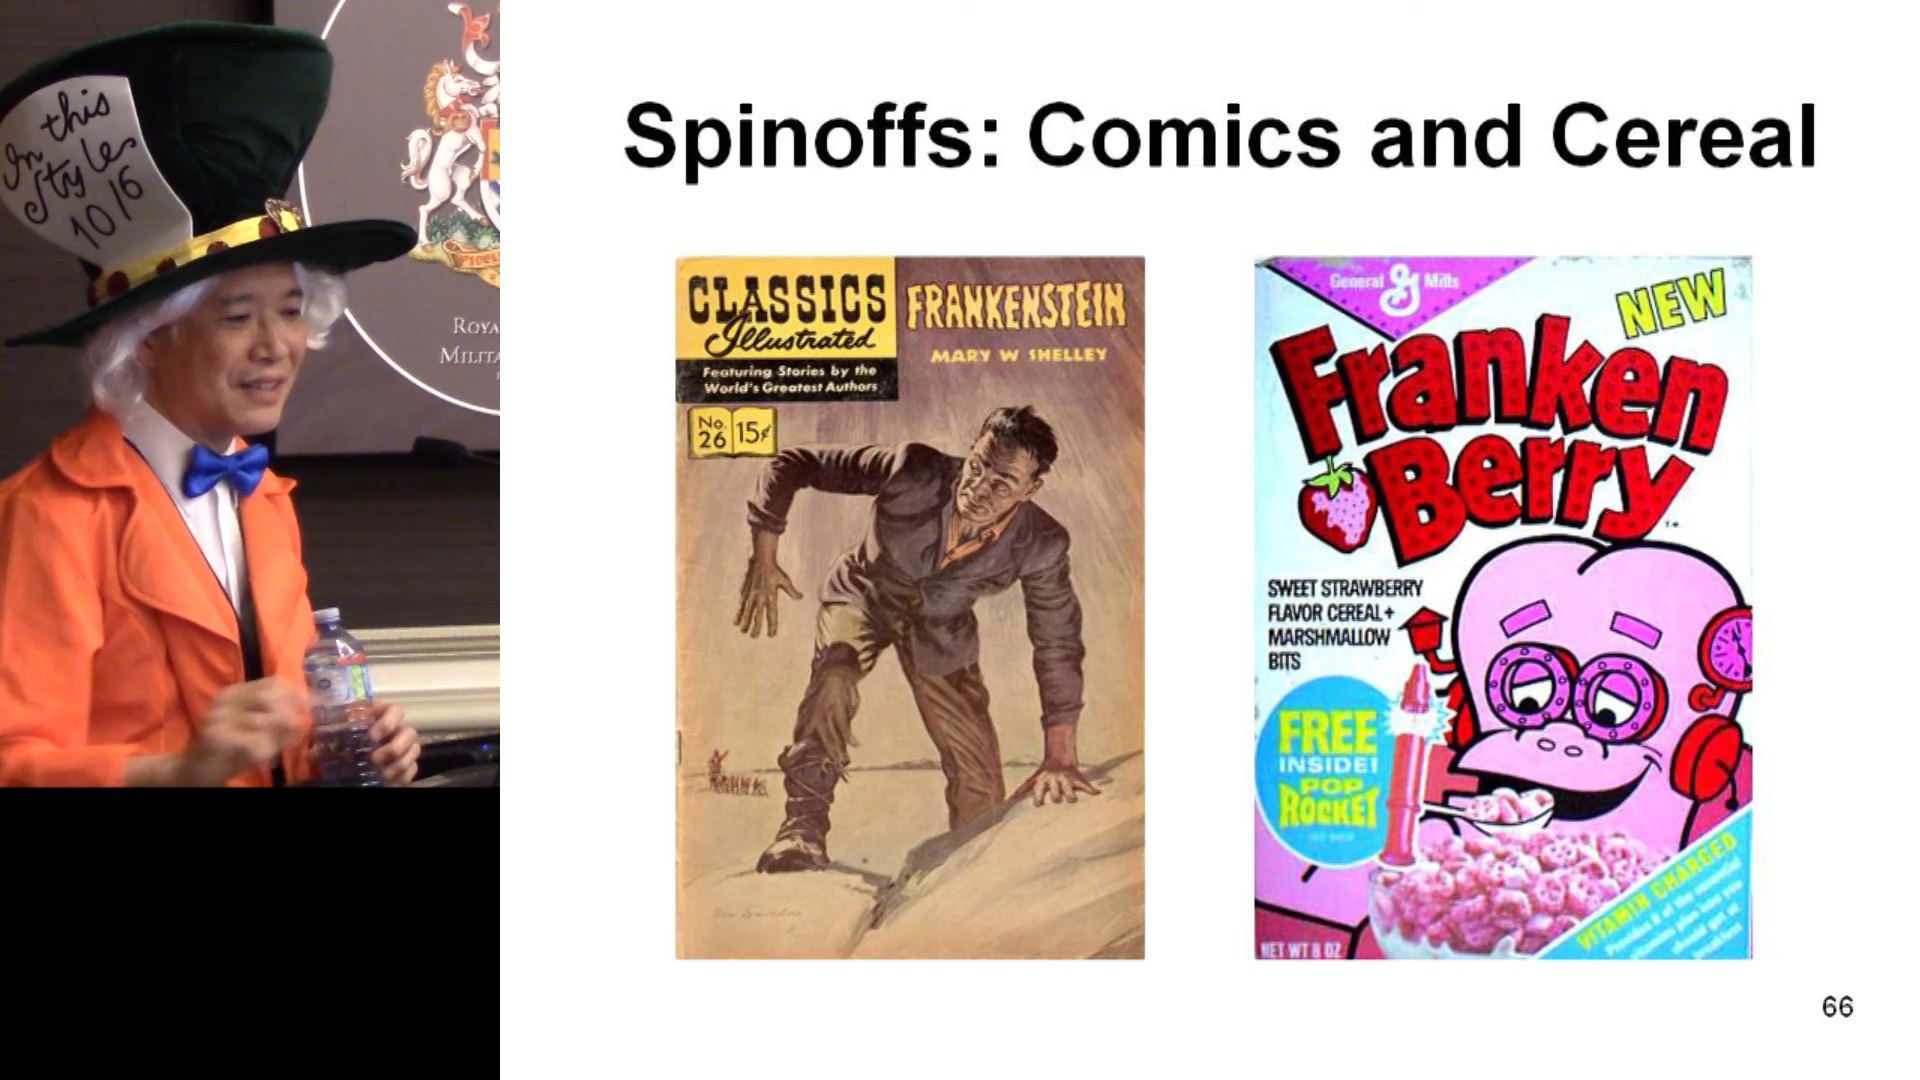 In this
Style
10/6
ROYA
MILITA
Spinoffs: Comics and Cereal
CLASSICS
Illustrated
Featuring Stories by the
World's Greatest Authors
No.
26
15¢
FRANKENSTEIN
MARY W SHELLEY
General Mills
NEW
Franken
Berry
SWEET STRAWBERRY
FLAVOR CEREAL+
MARSHMALLOW
BITS
FREE
INSIDE!
POP
ROCKET
VITAMIN CHARGED
NET WT 8 OZ
66